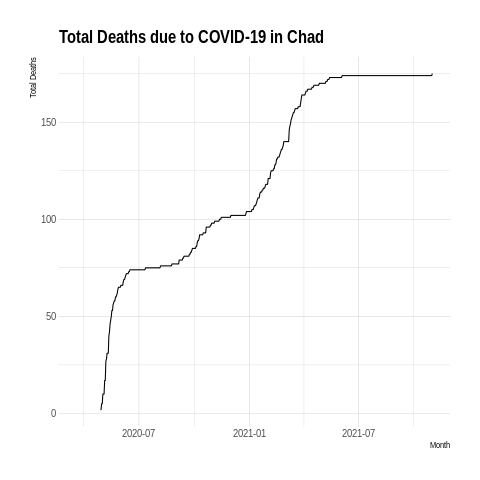 Total Deaths due to COVID-19 in Chad
Total Deaths
150
100
50
0
2020-07
2021-01
2021-07
Month